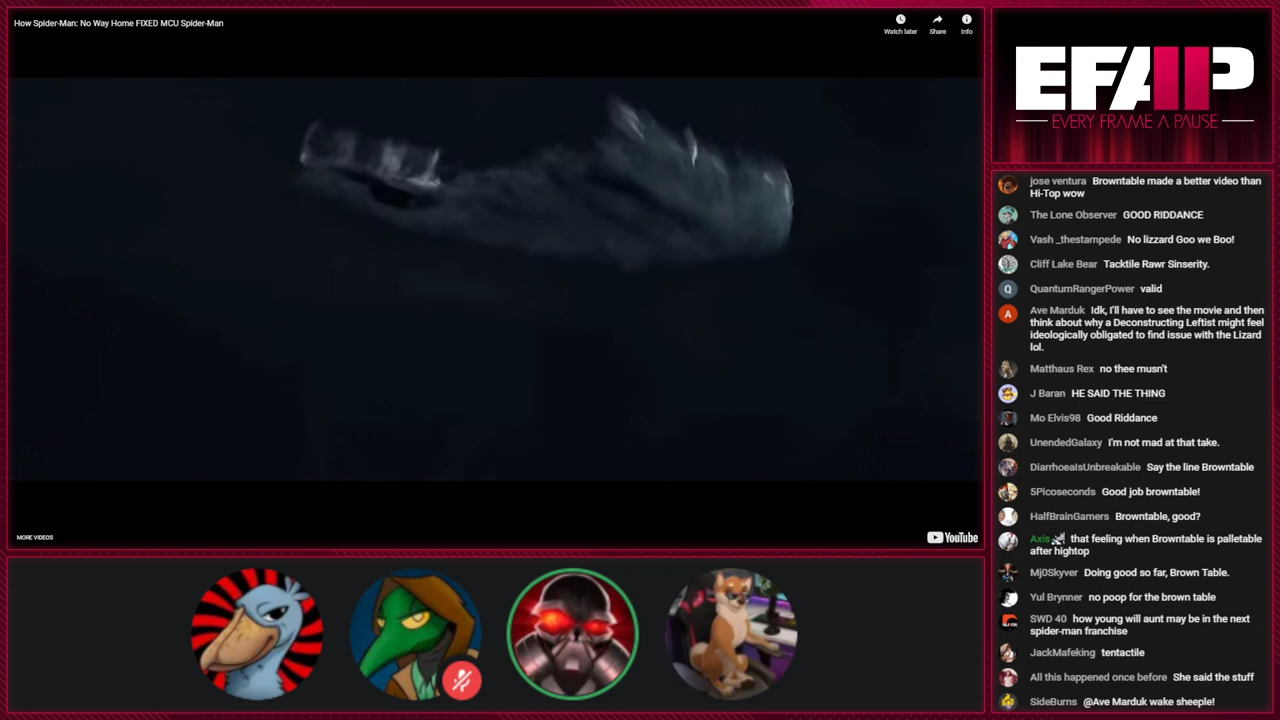 How Spider-Man: No Way Home FIXED MCU Spider-Man
Watch later
Share
Info
MORE VIDEOS
YouTube
EFAP
EVERY FRAME A PAUSE
jose ventura Browntable made a better video than
Hi-Top wow
The Lone Observer GOOD RIDDANCE
Vash _thestampede No lizzard Goo we Boo!
Cliff Lake Bear Tacktile Rawr Sinserity.
Q
QuantumRangerPower valid
A
Ave Marduk Idk, I'll have to see the movie and then
think about why a Deconstructing Leftist might feel
ideologically obligated to find issue with the Lizard
lol.
Matthaus Rex no thee musn't
J Baran HE SAID THE THING
Mo Elvis98 Good Riddance
UnendedGalaxy I'm not mad at that take.
DiarrhoeaIsUnbreakable Say the line Browntable
5Picoseconds Good job browntable!
HalfBrainGamers Browntable, good?
Axis that feeling when Browntable is palletable
after hightop
Mj0Skyver Doing good so far, Brown Table.
Yul Brynner no poop for the brown table
SWD 40 how young will aunt may be in the next
spider-man franchise
JackMafeking tentactile
All this happened once before She said the stuff
SideBurns @Ave Marduk wake sheeple!